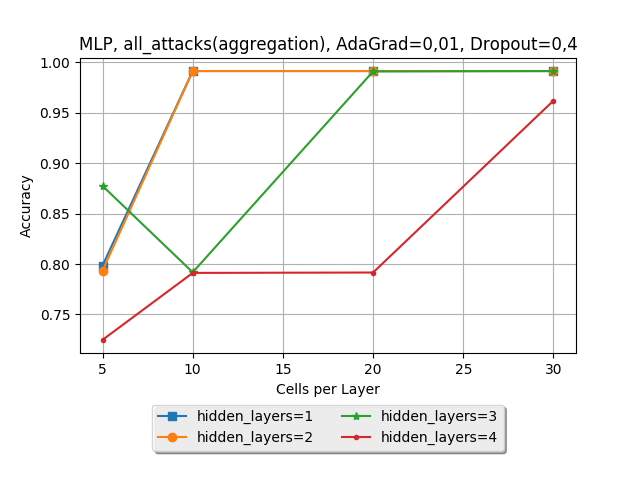 MLP, all_attacks(aggregation), AdaGrad=0,01, Dropout=0,4
1.00
0.95
0.90
0.85
0.80
0.75
Accuracy
5 10 15 20 25 30
Cells per Layer
hidden_layers=1 hidden_layers=3
hidden_layers=2 hidden_layers=4